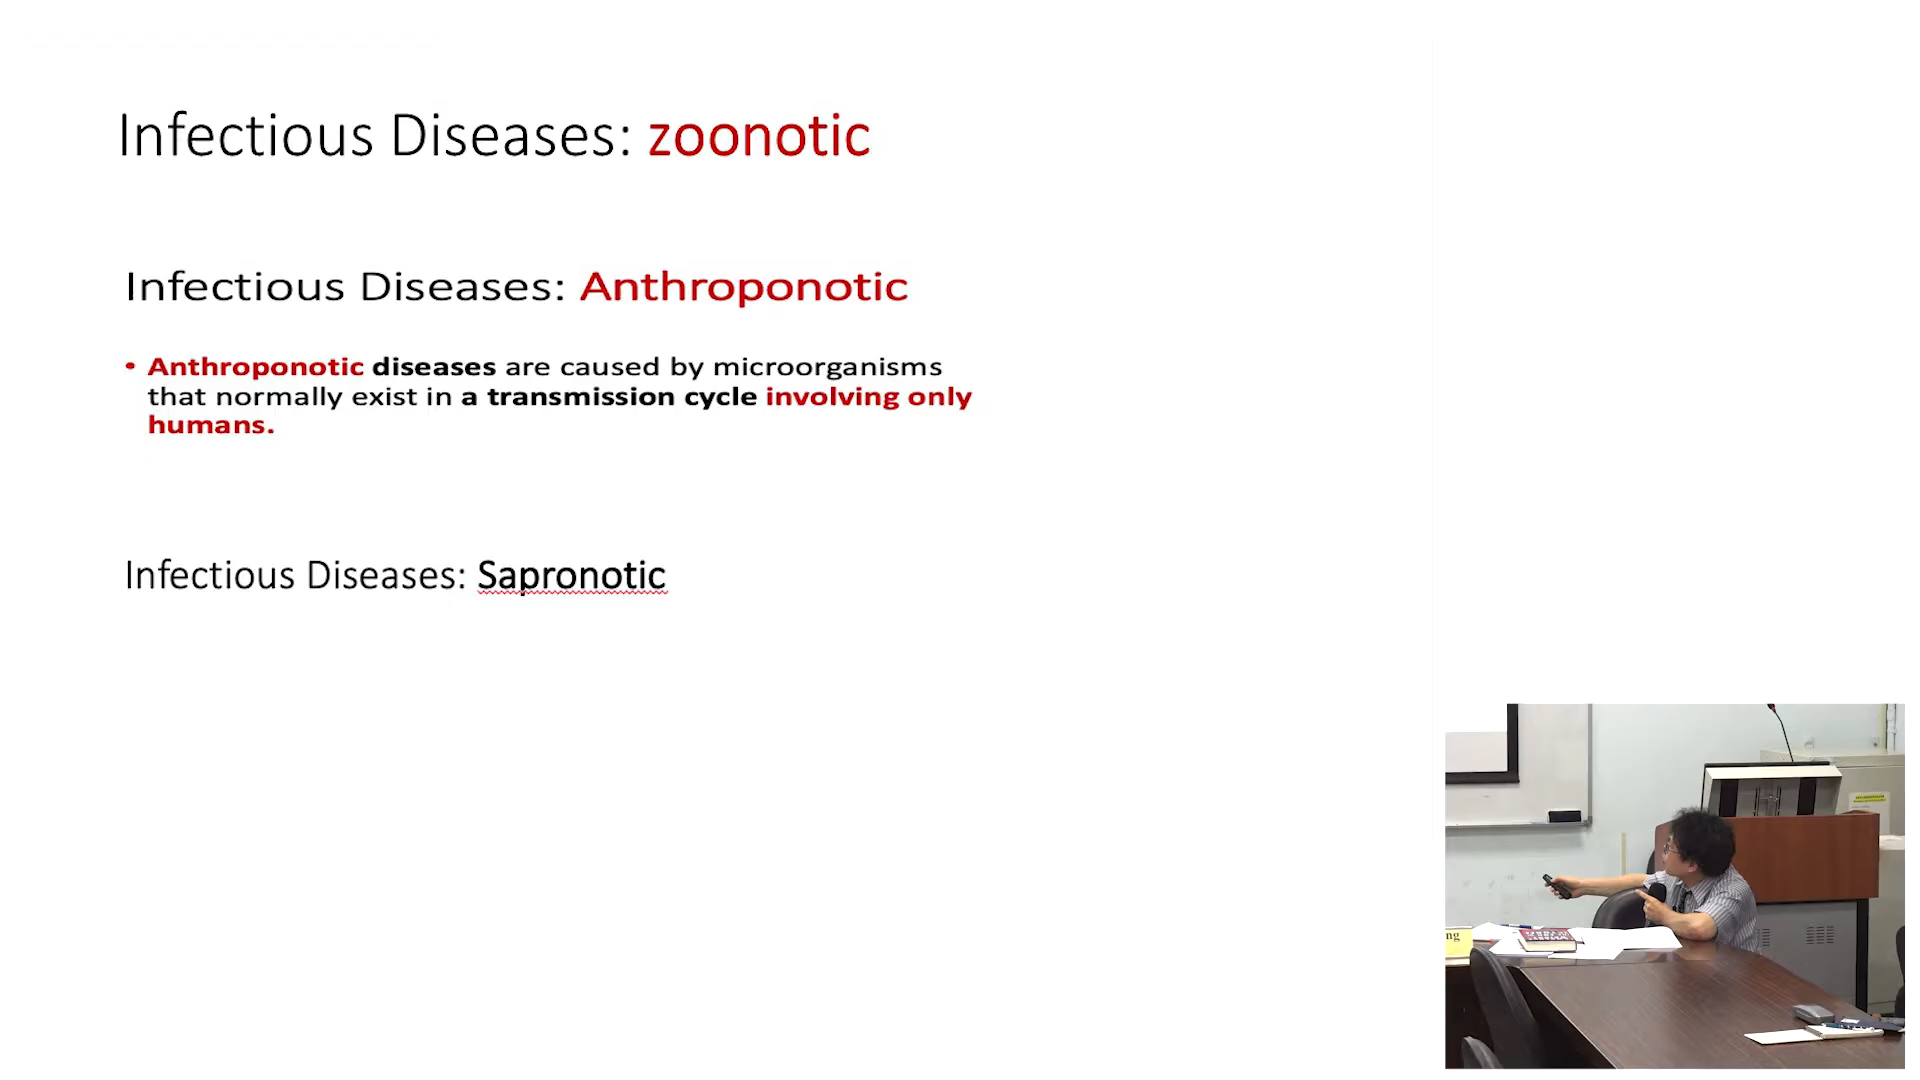 Infectious Diseases: zoonotic
Infectious Diseases: Anthroponotic
• Anthroponotic diseases are caused by microorganisms
that normally exist in a transmission cycle involving only
humans.
Infectious Diseases: Sapronotic
ng